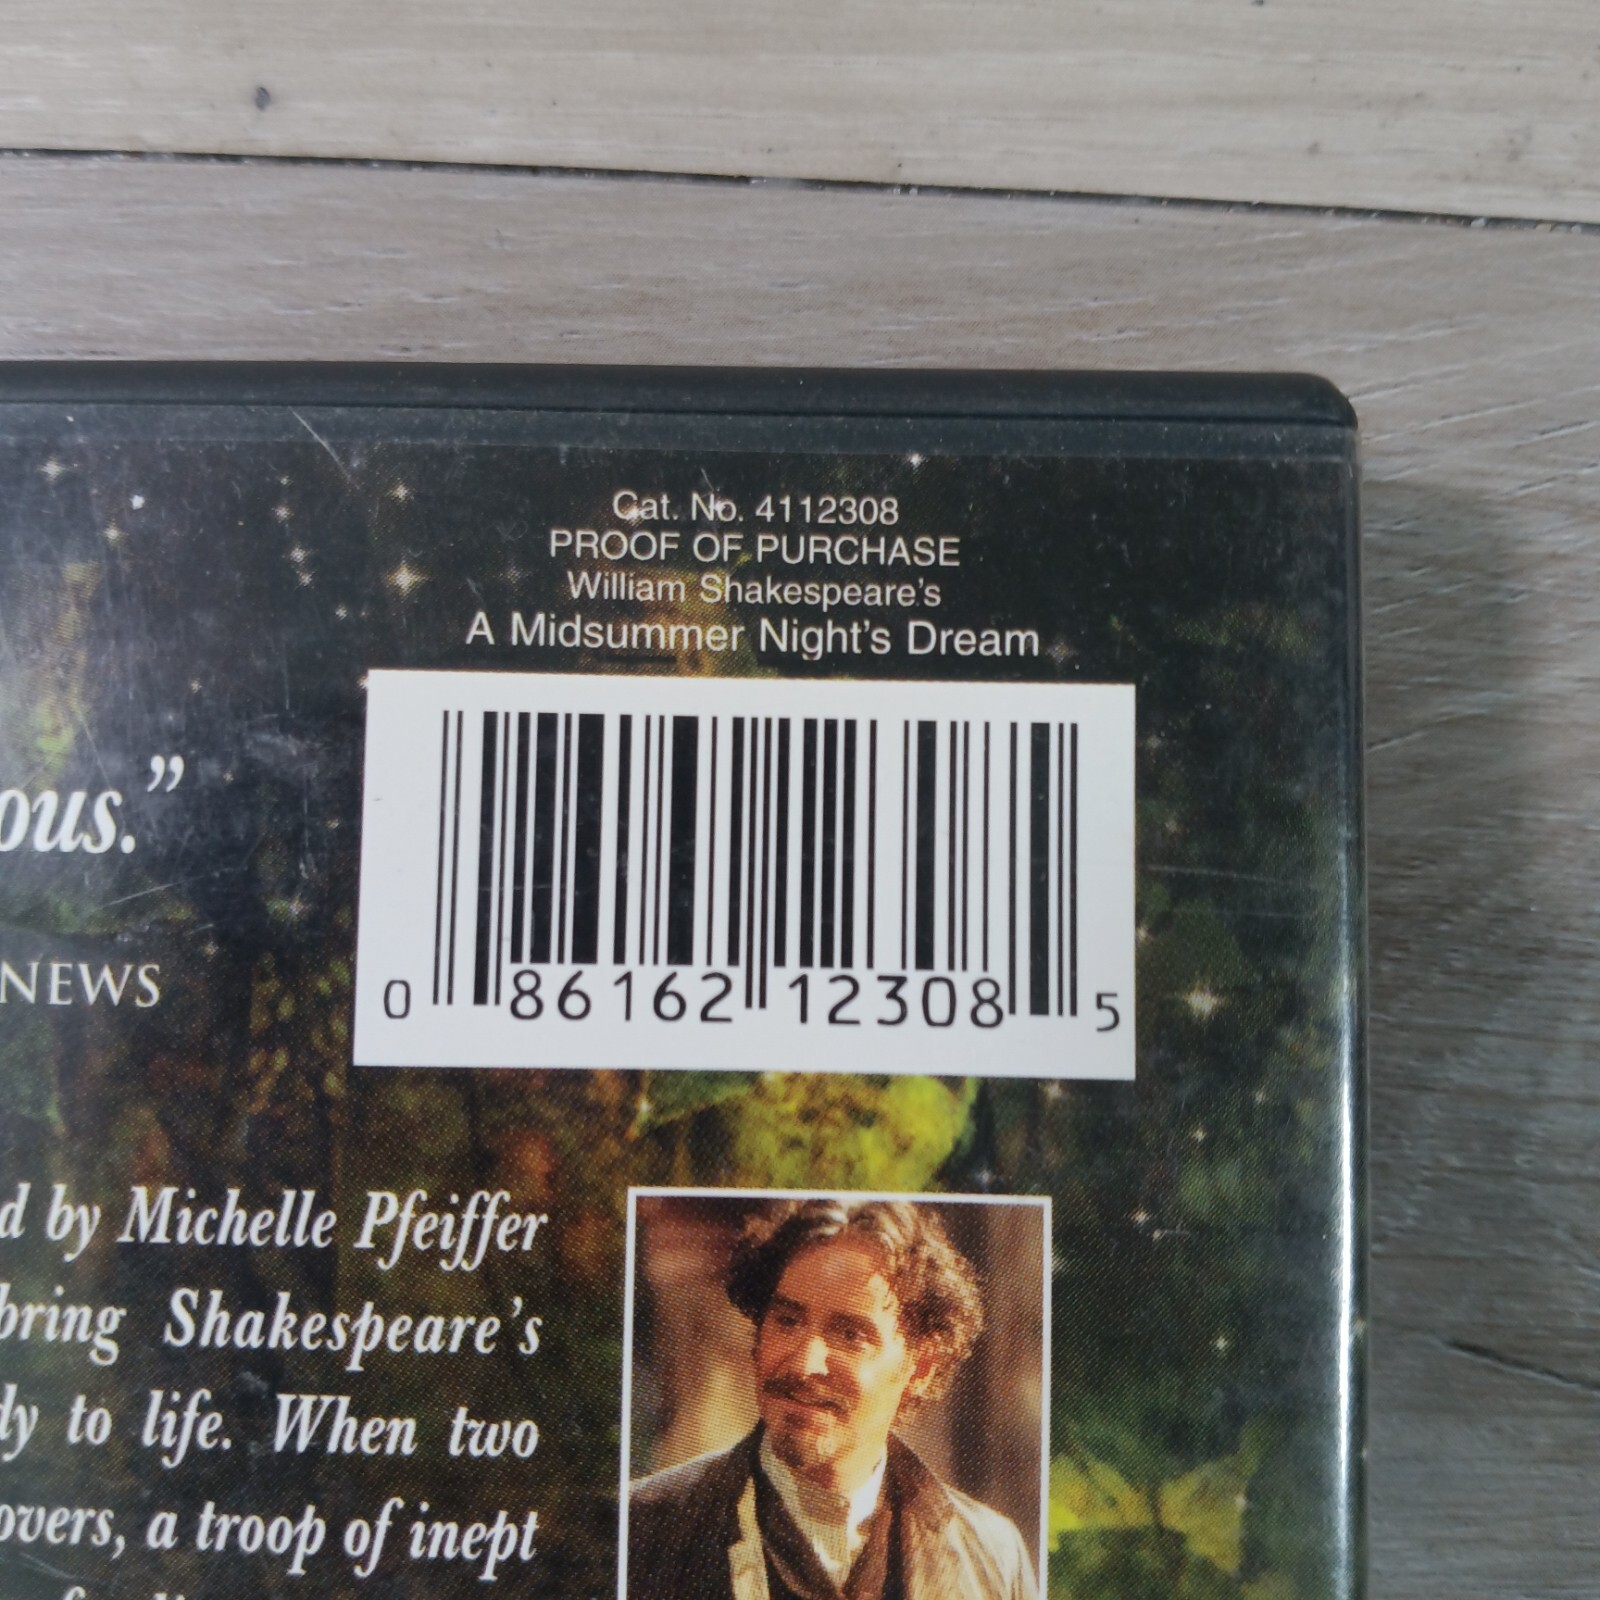 Cat. No. 4112308
PROOF OF PURCHASE
William Shakespeare's
A Midsummer Night's Dream
ous.”
NEWS
0 86162 12308 5
d by Michelle Pfeiffer
bring Shakespeare's
dy to life. When two
overs, a troop of inept